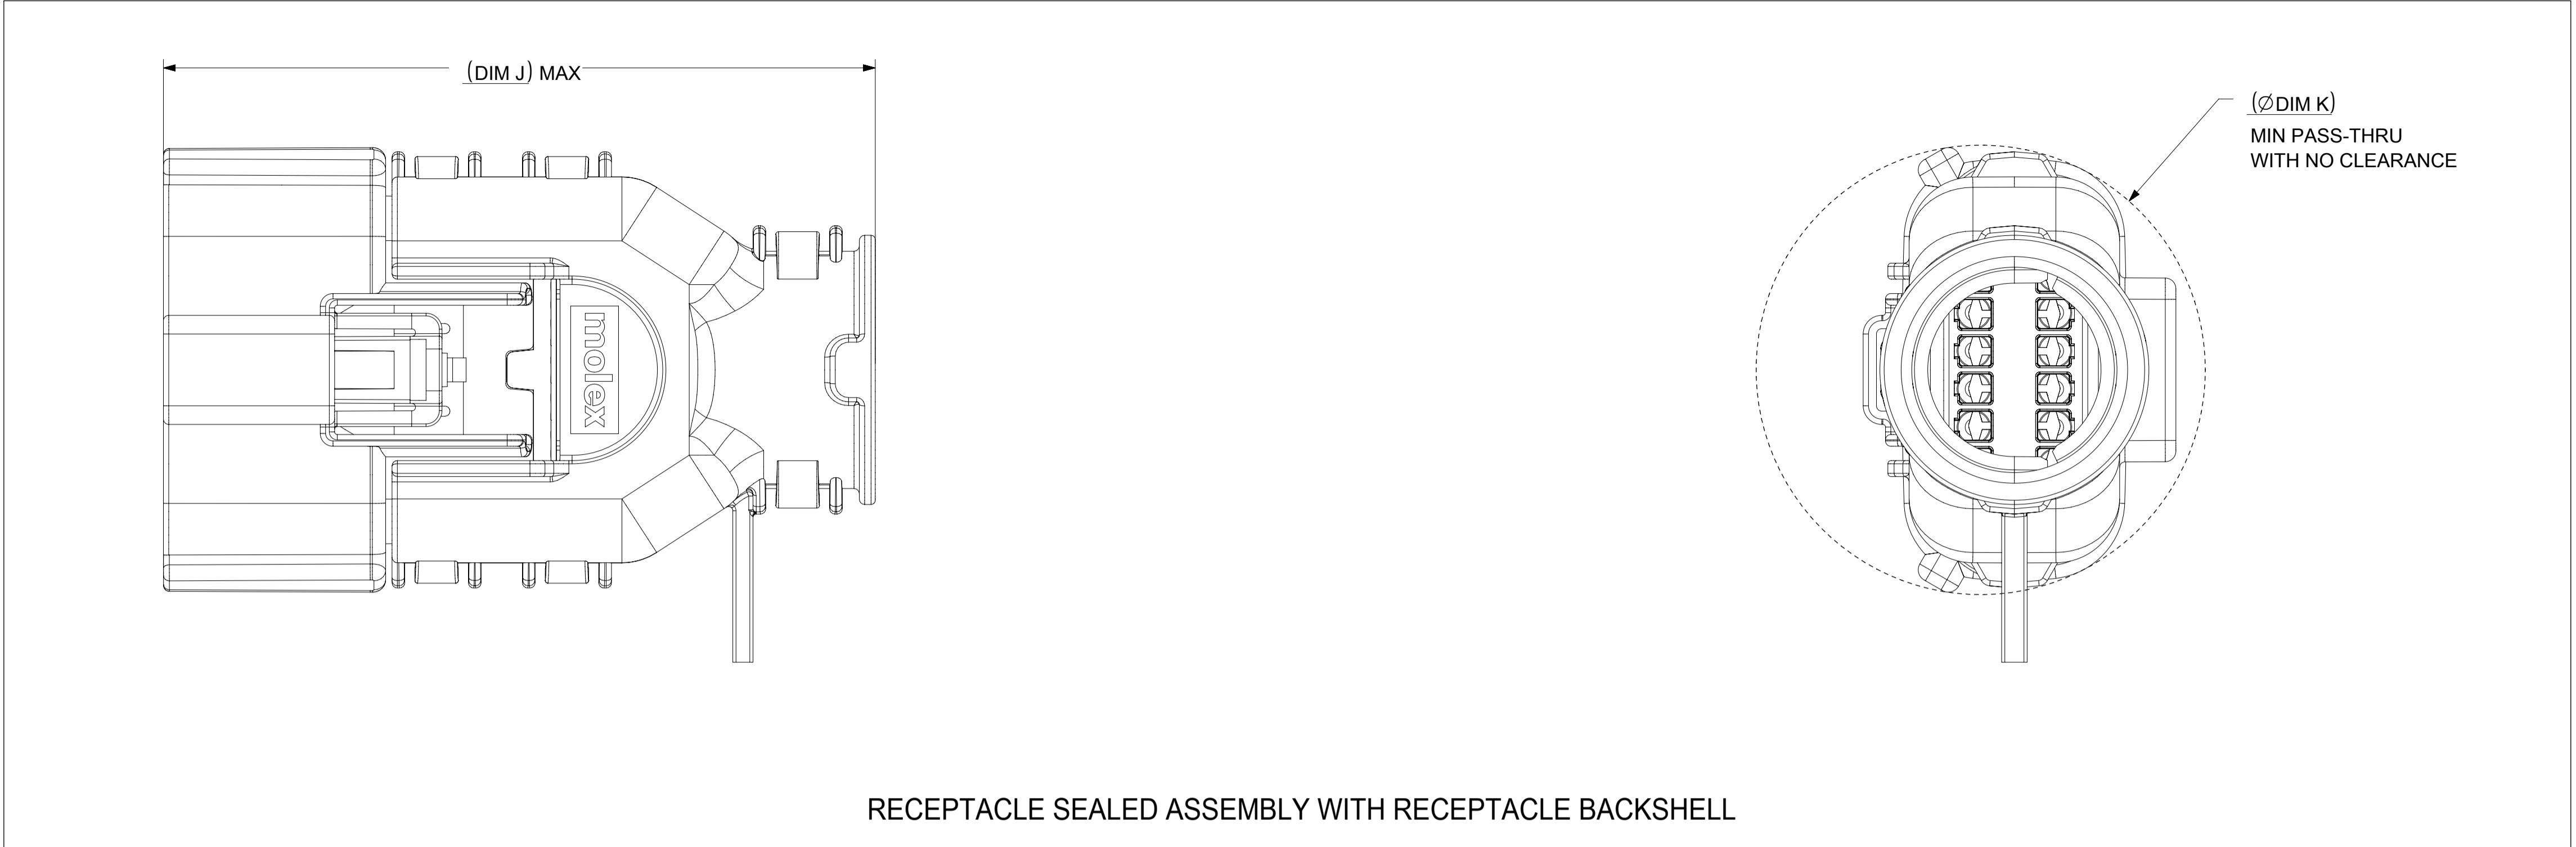 (DIM J) MAX
(∅DIM K)
MIN PASS-THRU
WITH NO CLEARANCE
molex
RECEPTACLE SEALED ASSEMBLY WITH RECEPTACLE BACKSHELL